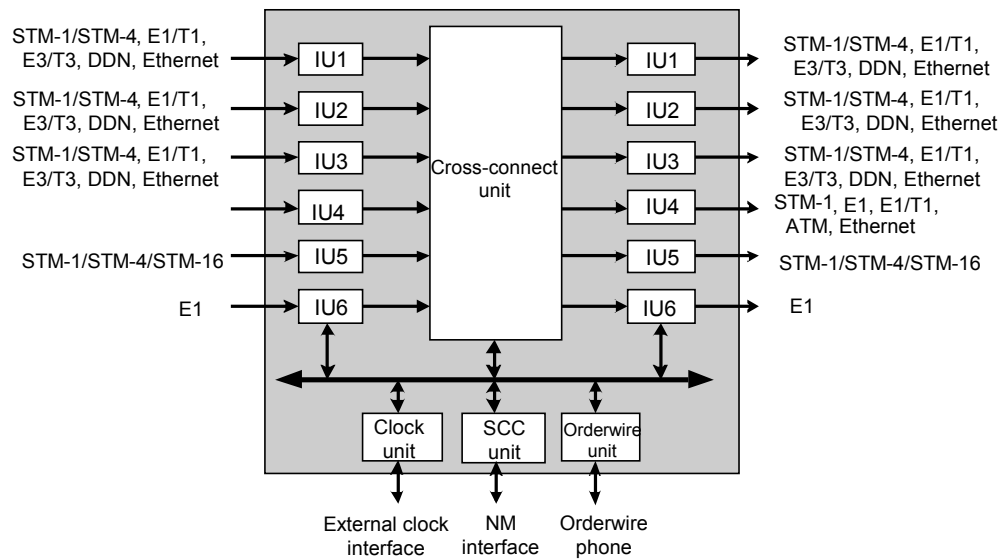 STM-1/STM-4, E1/T1,
E3/T3, DDN, Ethernet
IU1
IU1
STM-1/STM-4, E1/T1,
E3/T3, DDN, Ethernet
STM-1/STM-4, E1/T1,
E3/T3, DDN, Ethernet
IU2
IU2
STM-1/STM-4, E1/T1,
E3/T3, DDN, Ethernet
STM-1/STM-4, E1/T1,
E3/T3, DDN, Ethernet
IU3
IU3
STM-1/STM-4, E1/T1,
E3/T3, DDN, Ethernet
Cross-connect
unit
IU4
IU4
STM-1, E1, E1/T1,
ATM, Ethernet
STM-1/STM-4/STM-16
IU5
IU5
STM-1/STM-4/STM-16
E1
IU6
IU6
E1
Clock
unit
SCC
unit
Orderwire
unit
External clock
interface
NM
interface
Orderwire
phone